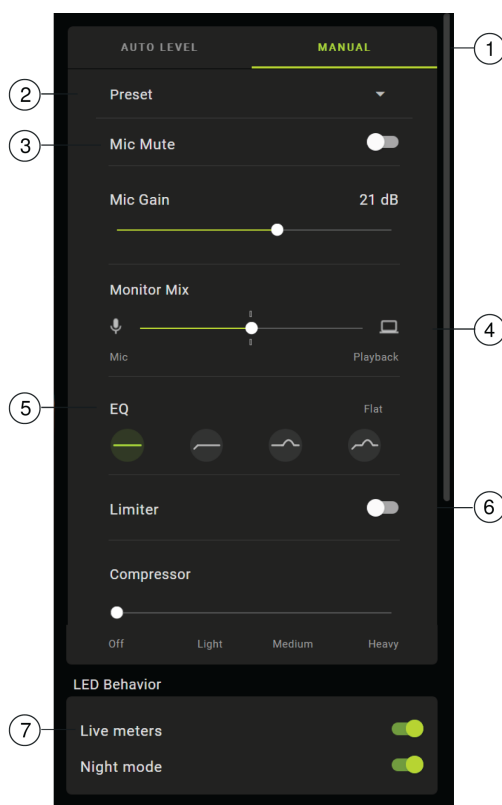 AUTO LEVEL MANUAL 1
2 Preset
3 Mic Mute
Mic Gain 21 dB
Monitor Mix
4
Mic Playback
5 EQ Flat
Limiter 6
Compressor
Off Light Medium Heavy
LED Behavior
7 Live meters
Night mode